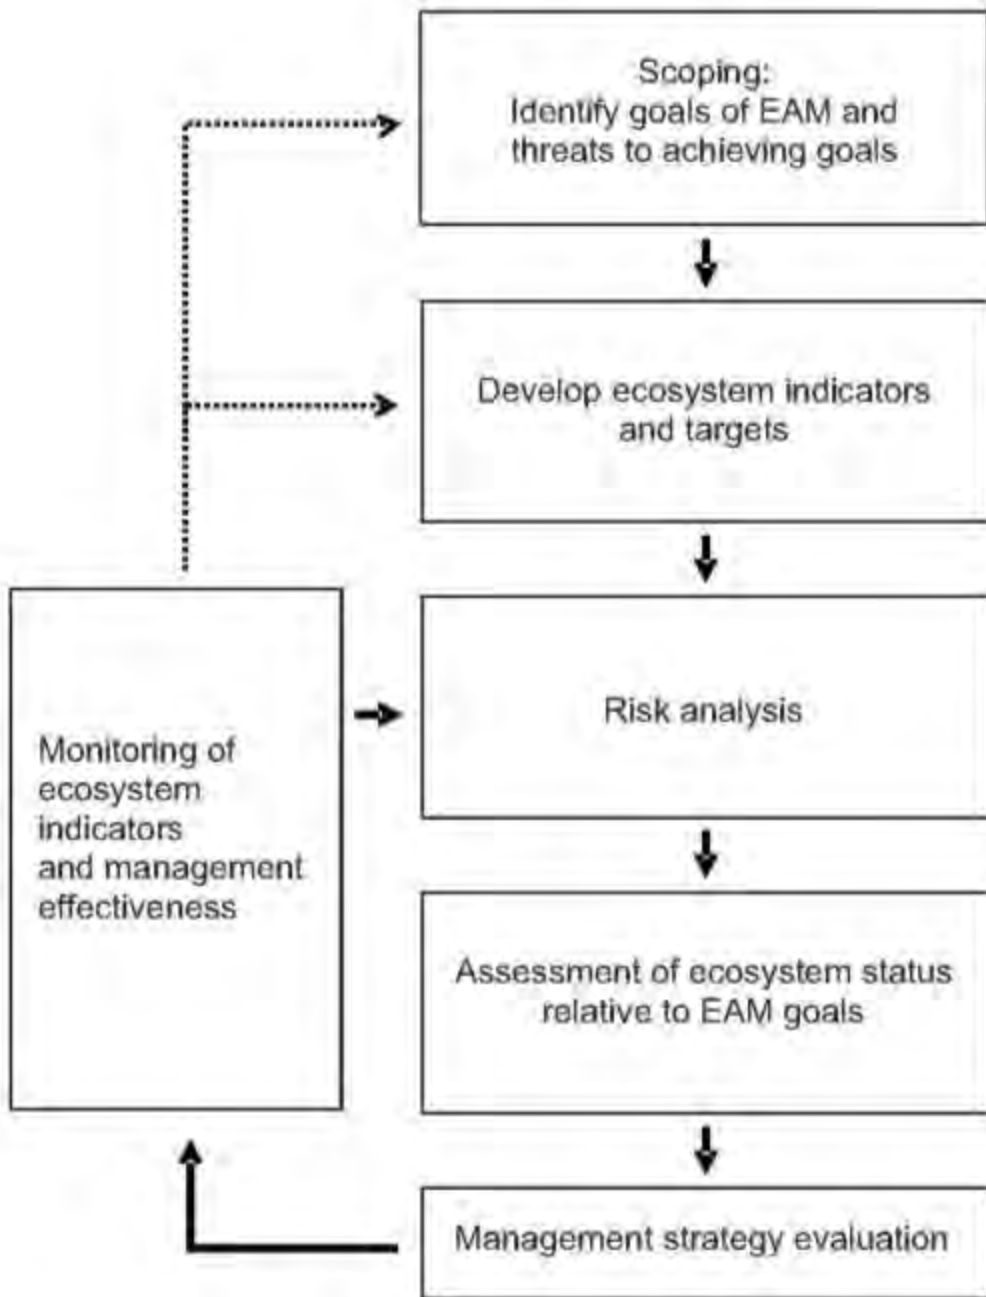 Scoping:
Identify goals of EAM and
threats to achieving goals
Develop ecosystem indicators
and targets
Risk analysis
Monitoring of
ecosystem
indicators
and management
effectiveness
Assessment of ecosystem status
relative to EAM goals
Management strategy evaluation